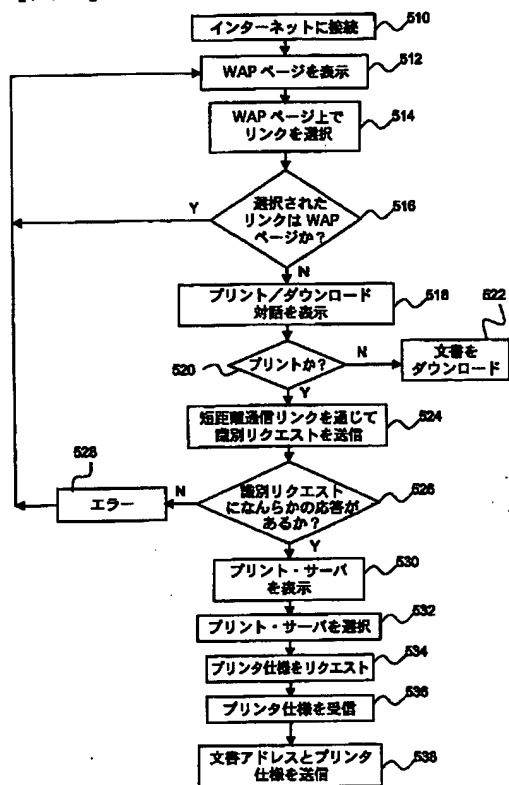 インターネットに接続
510
WAP ページを表示
512
WAP ページ上で
リンクを選択
514
選択された
リンクは WAP
ページか？
516
Y
N
プリント／ダウンロード
対話を表示
518
プリントか？
520
N
Y
文書を
ダウンロード
522
短距離通信リンクを通じて
識別リクエストを送信
524
識別リクエスト
になんらかの応答が
あるか？
526
N
Y
エラー
528
プリント・サーバ
を表示
530
プリント・サーバを選択
532
プリンタ仕様をリクエスト
534
プリンタ仕様を受信
536
文書アドレスとプリンタ
仕様を送信
538